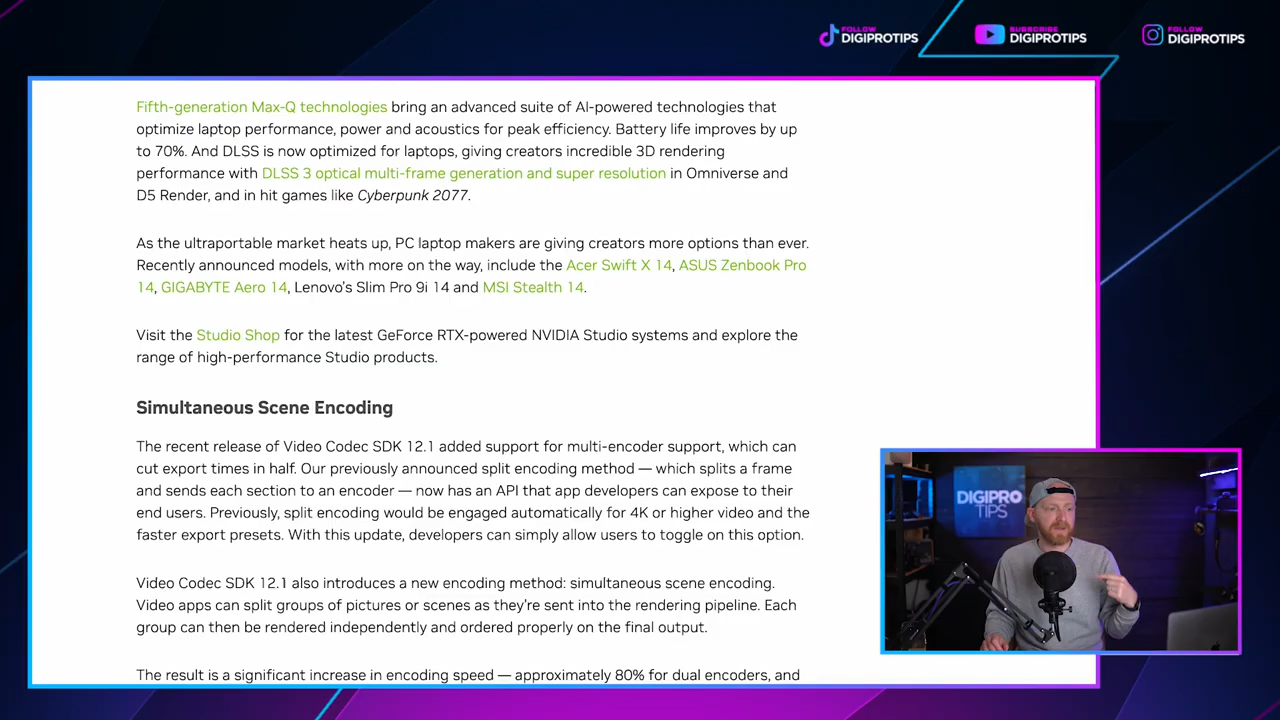 FOLLOW
DIGIPROTIPS
SUBSCRIBE
DIGIPROTIPS
FOLLOW
DIGIPROTIPS
Fifth-generation Max-Q technologies bring an advanced suite of AI-powered technologies that
optimize laptop performance, power and acoustics for peak efficiency. Battery life improves by up
to 70%. And DLSS is now optimized for laptops, giving creators incredible 3D rendering
performance with DLSS 3 optical multi-frame generation and super resolution in Omniverse and
D5 Render, and in hit games like Cyberpunk 2077.
As the ultraportable market heats up, PC laptop makers are giving creators more options than ever.
Recently announced models, with more on the way, include the Acer Swift X 14, ASUS Zenbook Pro
14, GIGABYTE Aero 14, Lenovo's Slim Pro 9i 14 and MSI Stealth 14.
Visit the Studio Shop for the latest GeForce RTX-powered NVIDIA Studio systems and explore the
range of high-performance Studio products.
Simultaneous Scene Encoding
The recent release of Video Codec SDK 12.1 added support for multi-encoder support, which can
cut export times in half. Our previously announced split encoding method — which splits a frame
and sends each section to an encoder — now has an API that app developers can expose to their
end users. Previously, split encoding would be engaged automatically for 4K or higher video and the
faster export presets. With this update, developers can simply allow users to toggle on this option.
Video Codec SDK 12.1 also introduces a new encoding method: simultaneous scene encoding.
Video apps can split groups of pictures or scenes as they're sent into the rendering pipeline. Each
group can then be rendered independently and ordered properly on the final output.
The result is a significant increase in encoding speed — approximately 80% for dual encoders, and
DIGIPRO
TIPS